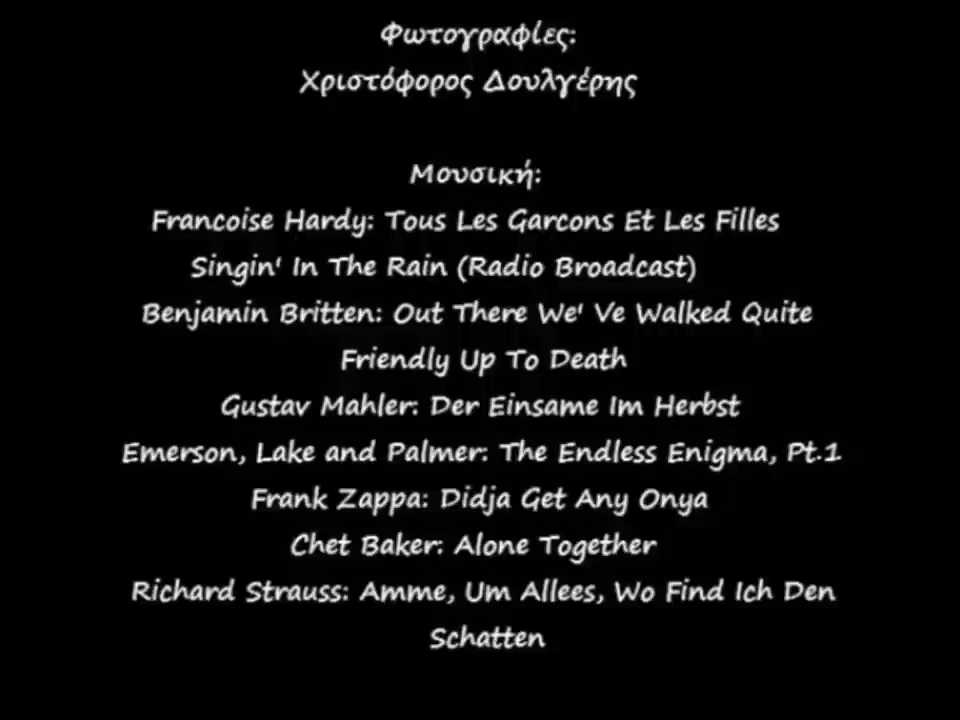 Φωτογραφίες:
Χριστόφορος Δουλγέρης
Μουσική:
Francoise Hardy: Tous Les Garcons Et Les Filles
Singin' In The Rain (Radio Broadcast)
Benjamin Britten: Out There We' Ve Walked Quite
Friendly Up To Death
Gustav Mahler: Der Einsame Im Herbst
Emerson, Lake and Palmer: The Endless Enigma, Pt.1
Frank Zappa: Didja Get Any Onya
Chet Baker: Alone Together
Richard Strauss: Amme, Um Allees, Wo Find Ich Den
Schatten